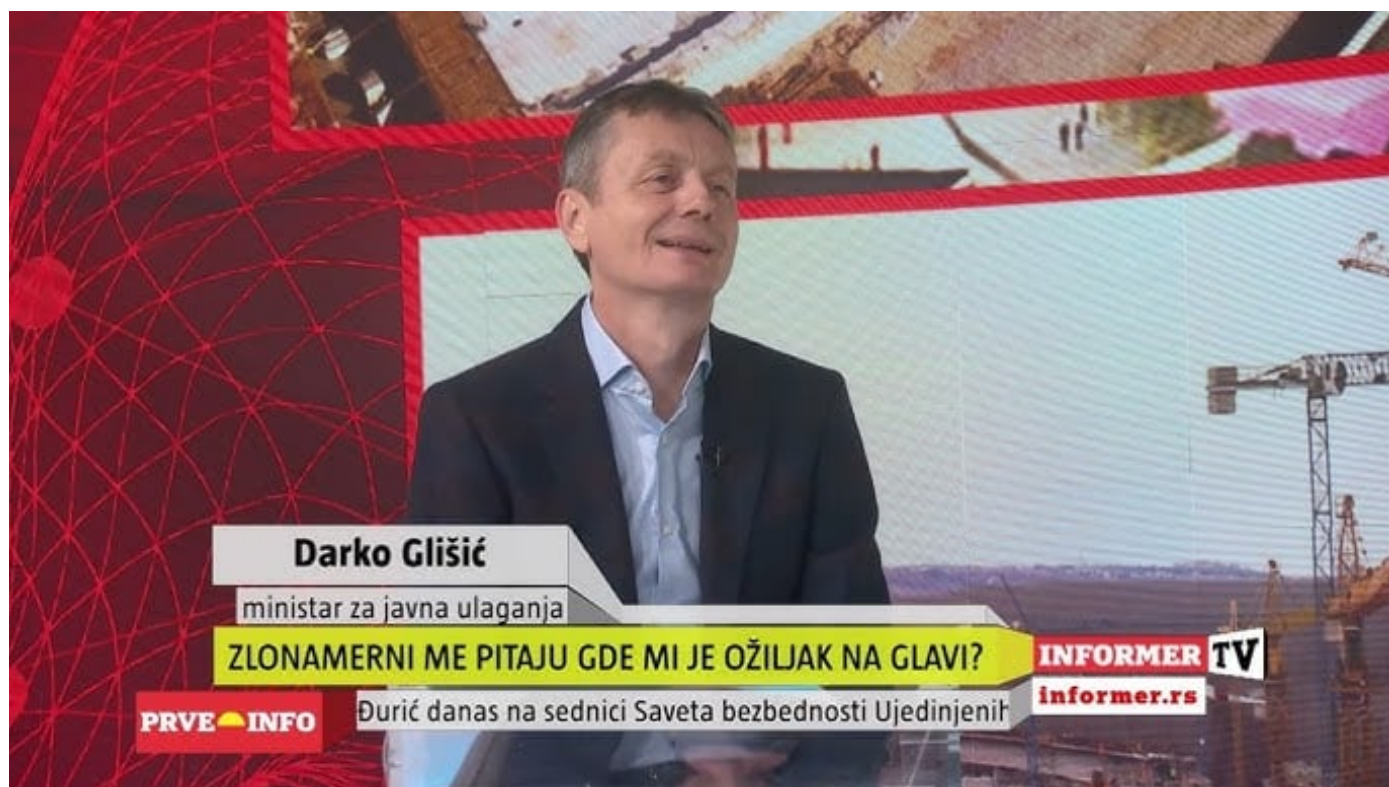 Darko Glišić
ministar za javna ulaganja
ZLONAMERNI ME PITAJU GDE MI JE OŽILJAK NA GLAVI?
INFORMER TV
informer.rs
PRVE INFO
Đurić danas na sednici Saveta bezbednosti Ujedinjenih